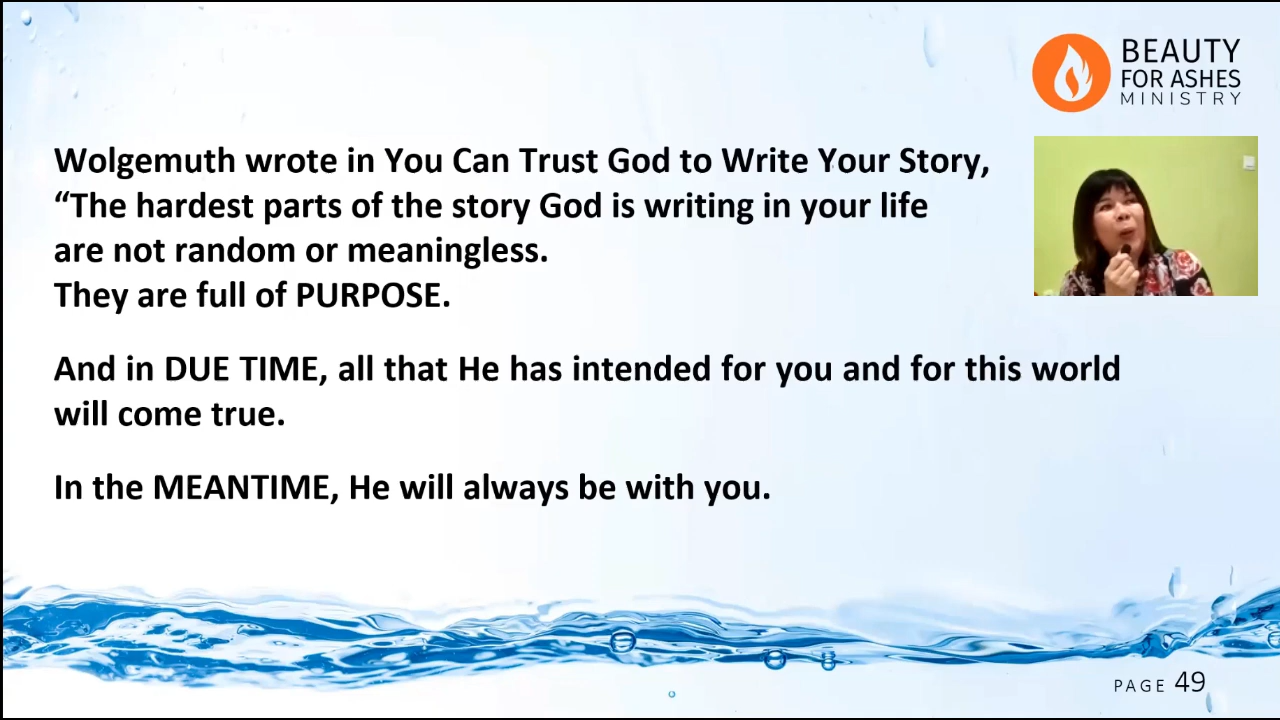 BEAUTY
FOR ASHES
MINISTRY
Wolgemuth wrote in You Can Trust God to Write Your Story,
“The hardest parts of the story God is writing in your life
are not random or meaningless.
They are full of PURPOSE.
And in DUE TIME, all that He has intended for you and for this world
will come true.
In the MEANTIME, He will always be with you.
PAGE 49